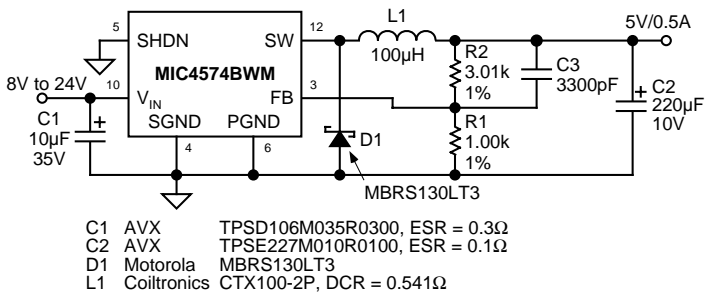 L1
100µH
5V/0.5A
5 SHDN
SW 12
MIC4574BWM
8V to 24V
10 VIN
FB 3
SGND
PGND
4
6
C1
10µF
35V
+
R2
3.01k
1%
C3
3300pF
+
C2
220µF
10V
R1
1.00k
1%
D1
MBRS130LT3
C1 AVX TPSD106M035R0300, ESR = 0.3Ω
C2 AVX TPSE227M010R0100, ESR = 0.1Ω
D1 Motorola MBRS130LT3
L1 Coiltronics CTX100-2P, DCR = 0.541Ω